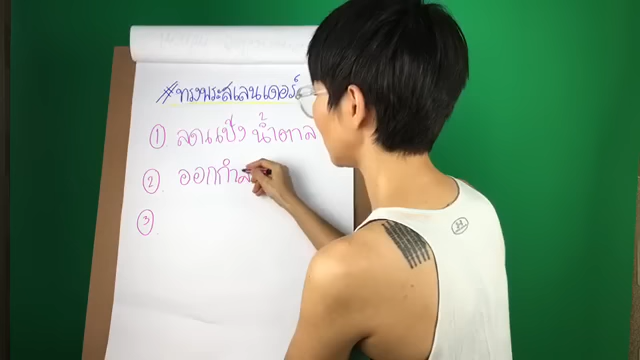 #ทรงพระสเลนเดอร์
① ลดแป้ง น้ำตาล
② ออกกำล
③